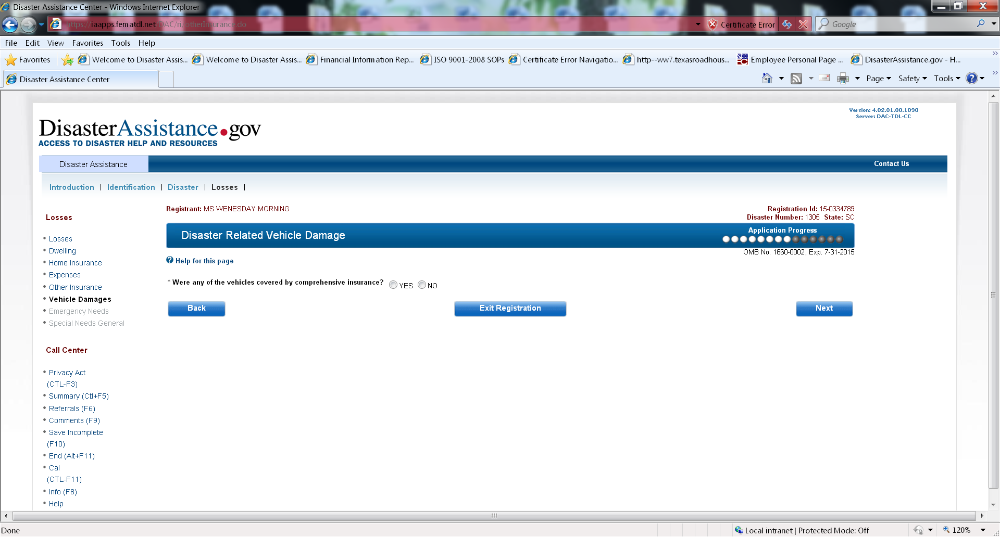 Disaster Assistance Center - Windows Internet Explorer
https://iaapps.fematdl.net/DAC/ri/otherInsurance.do
Certificate Error
Google
File Edit View Favorites Tools Help
Favorites Welcome to Disaster Assis... Welcome to Disaster Assis... Financial Information Rep... ISO 9001-2008 SOPs Certificate Error Navigatio... http--ww7.texasroadhous... Employee Personal Page ... DisasterAssistance.gov - H...
Disaster Assistance Center
Page Safety Tools
Version: 4.02.01.00.1090
Server: DAC-TDL-CC
DisasterAssistance.gov
ACCESS TO DISASTER HELP AND RESOURCES
Disaster Assistance
Contact Us
Introduction | Identification | Disaster | Losses |
Registrant: MS WENESDAY MORNING
Registration Id: 15-0334789
Disaster Number: 1305 State: SC
Disaster Related Vehicle Damage
Application Progress
OMB No. 1660-0002, Exp. 7-31-2015
Help for this page
* Were any of the vehicles covered by comprehensive insurance? YES NO
Back
Exit Registration
Next
Losses
Losses
Dwelling
Home Insurance
Expenses
Other Insurance
Vehicle Damages
Emergency Needs
Special Needs General
Call Center
Privacy Act
(CTL-F3)
Summary (Ctl+F5)
Referrals (F6)
Comments (F9)
Save Incomplete
(F10)
End (Alt+F11)
Cal
(CTL-F11)
Info (F8)
Help
Done
Local intranet | Protected Mode: Off
120%